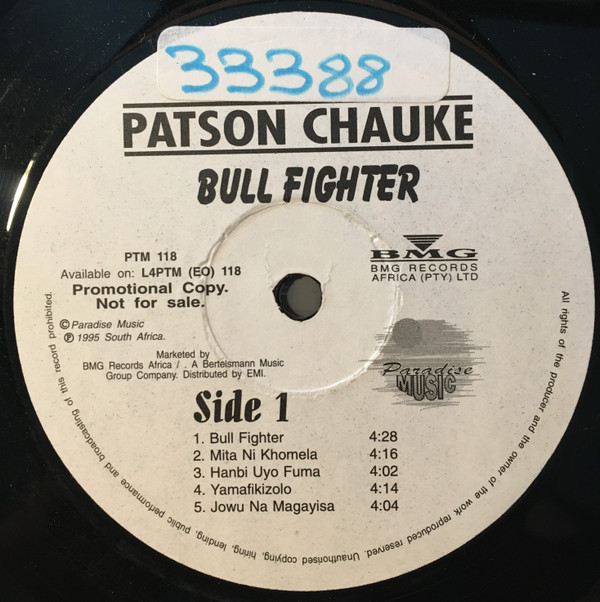 33388
PATSON CHAUKE
BULL FIGHTER
PTM 118
Available on: L4PTM (EO) 118
Promotional Copy.
Not for sale.
© Paradise Music
℗ 1995 South Africa.
Marketed by
BMG Records Africa / . A Bertelsmann Music
Group Company. Distributed by EMI.
BMG
BMG RECORDS
AFRICA (PTY) LTD
Paradise
MUSIC
Side 1
1. Bull Fighter 4:28
2. Mita Ni Khomela 4:16
3. Hanbi Uyo Fuma 4:02
4. Yamafikizolo 4:14
5. Jowu Na Magayisa 4:04
All rights of the producer and the owner of the work reproduced reserved. Unauthorised copying, hiring, lending, public performance and broadcasting of this record prohibited.